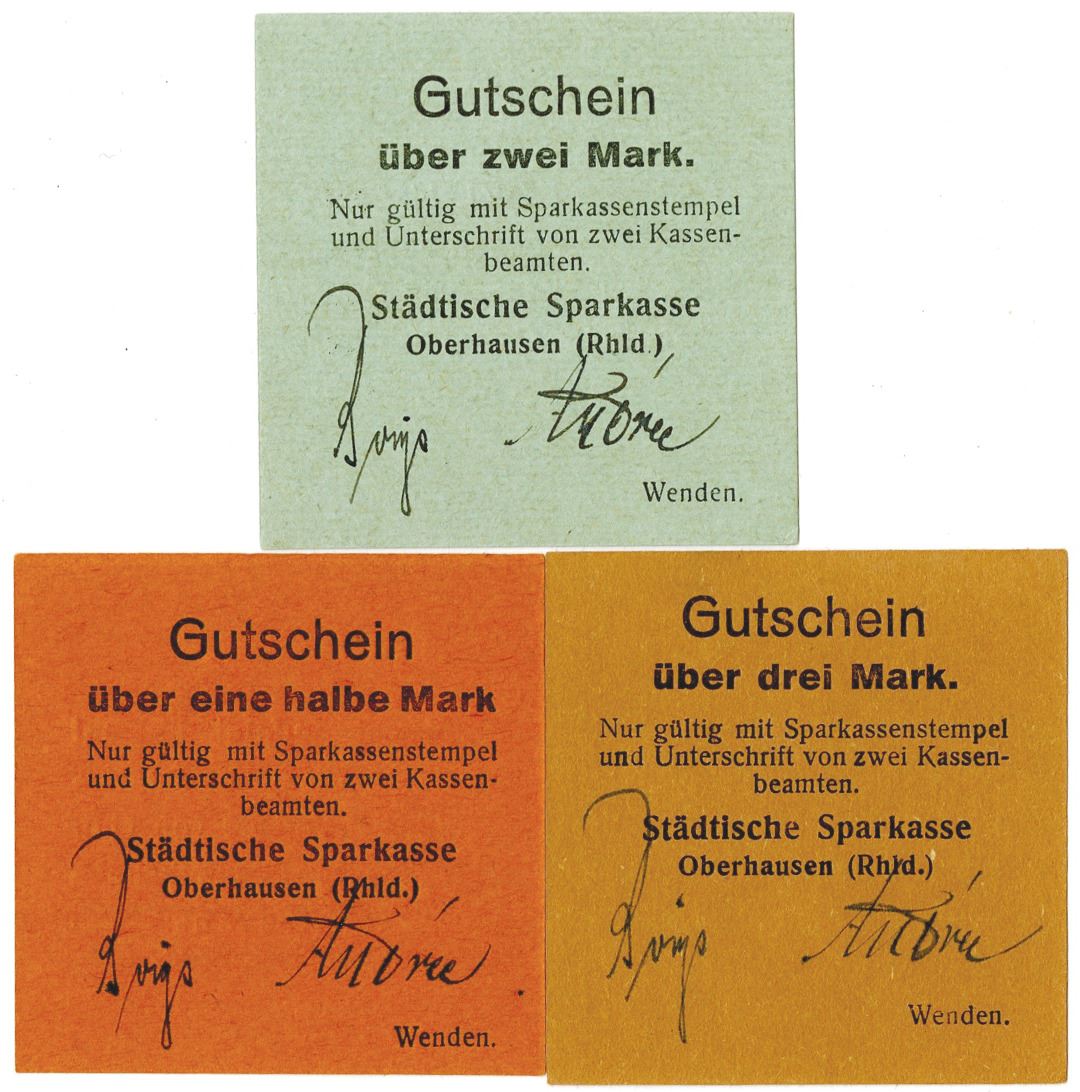 Gutschein
über zwei Mark.
Nur gültig mit Sparkassenstempel
und Unterschrift von zwei Kassen-
beamten.
Städtische Sparkasse
Oberhausen (Rhld.)
Wenden.
Gutschein
über eine halbe Mark
Nur gültig mit Sparkassenstempel
und Unterschrift von zwei Kassen-
beamten.
Städtische Sparkasse
Oberhausen (Rhld.)
Wenden.
Gutschein
über drei Mark.
Nur gültig mit Sparkassenstempel
und Unterschrift von zwei Kassen-
beamten.
Städtische Sparkasse
Oberhausen (Rhld.)
Wenden.